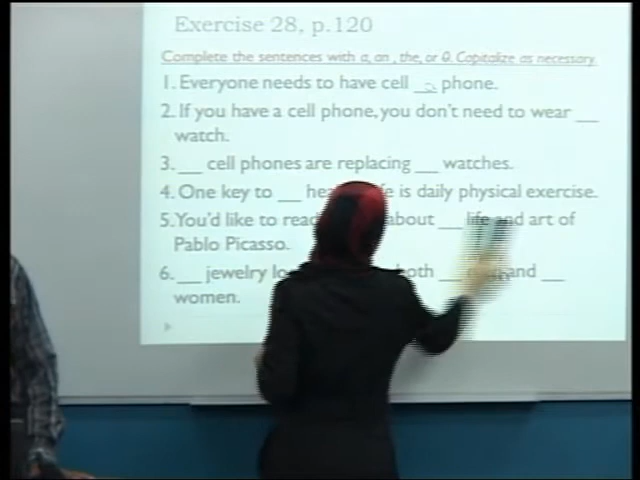 Exercise 28, p.120
Complete the sentences with a, an , the, or Ø. Capitalize as necessary.
1. Everyone needs to have cell ___ phone.
2. If you have a cell phone, you don't need to wear ___
watch.
3. ___ cell phones are replacing ___ watches.
4. One key to ___ is daily physical exercise.
5. You'd like to read about ___ life and art of
Pablo Picasso.
6. ___ jewelry ___ and ___
women.